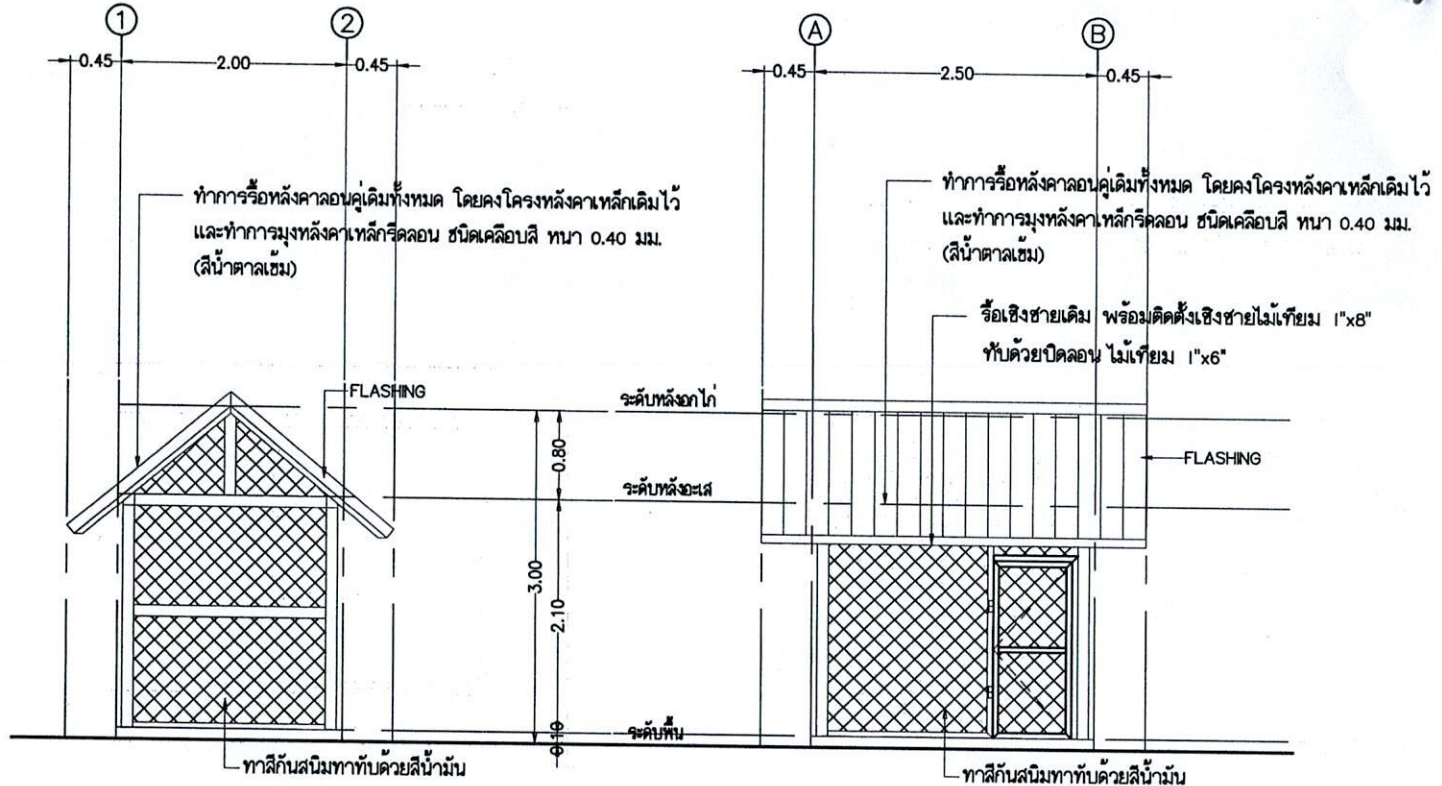 1 2
0.45 2.00 0.45
A B
0.45 2.50 0.45
ทำการรื้อหลังคาลอนคู่เดิมทั้งหมด โดยคงโครงหลังคาเหล็กเดิมไว้
และทำการมุงหลังคาเหล็กรีดลอน ชนิดเคลือบสี หนา 0.40 มม.
(สีน้ำตาลเข้ม)
ทำการรื้อหลังคาลอนคู่เดิมทั้งหมด โดยคงโครงหลังคาเหล็กเดิมไว้
และทำการมุงหลังคาเหล็กรีดลอน ชนิดเคลือบสี หนา 0.40 มม.
(สีน้ำตาลเข้ม)
รื้อเชิงชายเดิม พร้อมติดตั้งเชิงชายไม้เทียม 1"x8"
ทับด้วยปิดลอน ไม้เทียม 1"x6"
FLASHING
ระดับหลังอกไก่
0.80
FLASHING
ระดับหลังอะเส
3.00
2.10
ระดับพื้น
0.10
ทาสีกันสนิมทาทับด้วยสีน้ำมัน
ทาสีกันสนิมทาทับด้วยสีน้ำมัน